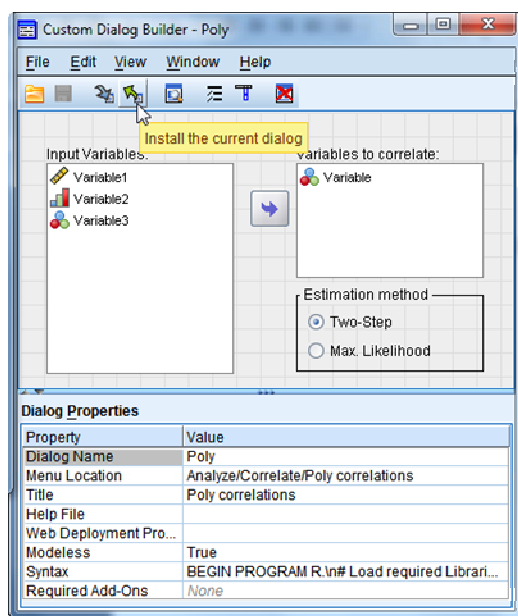 Custom Dialog Builder - Poly
File Edit View Window Help
Install the current dialog
Input Variables: Variables to correlate:
Variable1 Variable
Variable2
Variable3
Estimation method
Two-Step
Max. Likelihood
Dialog Properties
Property Value
Dialog Name Poly
Menu Location Analyze/Correlate/Poly correlations
Title Poly correlations
Help File
Web Deployment Pro...
Modeless True
Syntax BEGIN PROGRAM R.\n# Load required Librari...
Required Add-Ons None